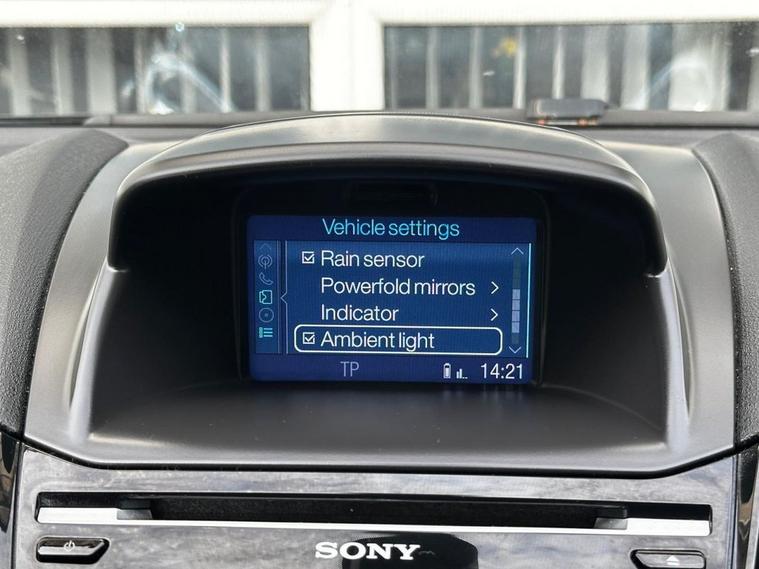 Vehicle settings
Rain sensor
Powerfold mirrors
Indicator
Ambient light
TP 14:21
SONY